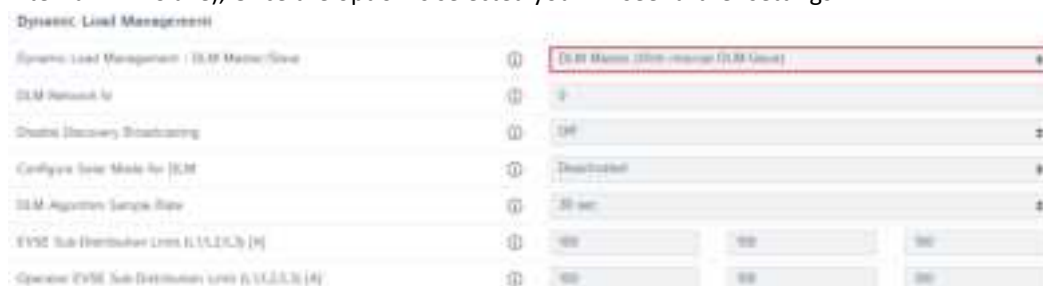 Dynamic Load Management
Dynamic Load Management - DLM Master/Slave DLM Master (With internal DLM-Slave)
DLM Network Id 0
Disable Discovery Broadcasting Off
Configure Solar Mode for DLM Deactivated
DLM Algorithm Sample Rate 30 sec
EVSE Sub-Distribution Limit (L1/L2/L3) [A] 100 100 100
Operator EVSE Sub-Distribution Limit (L1/L2/L3) [A] 100 100 100